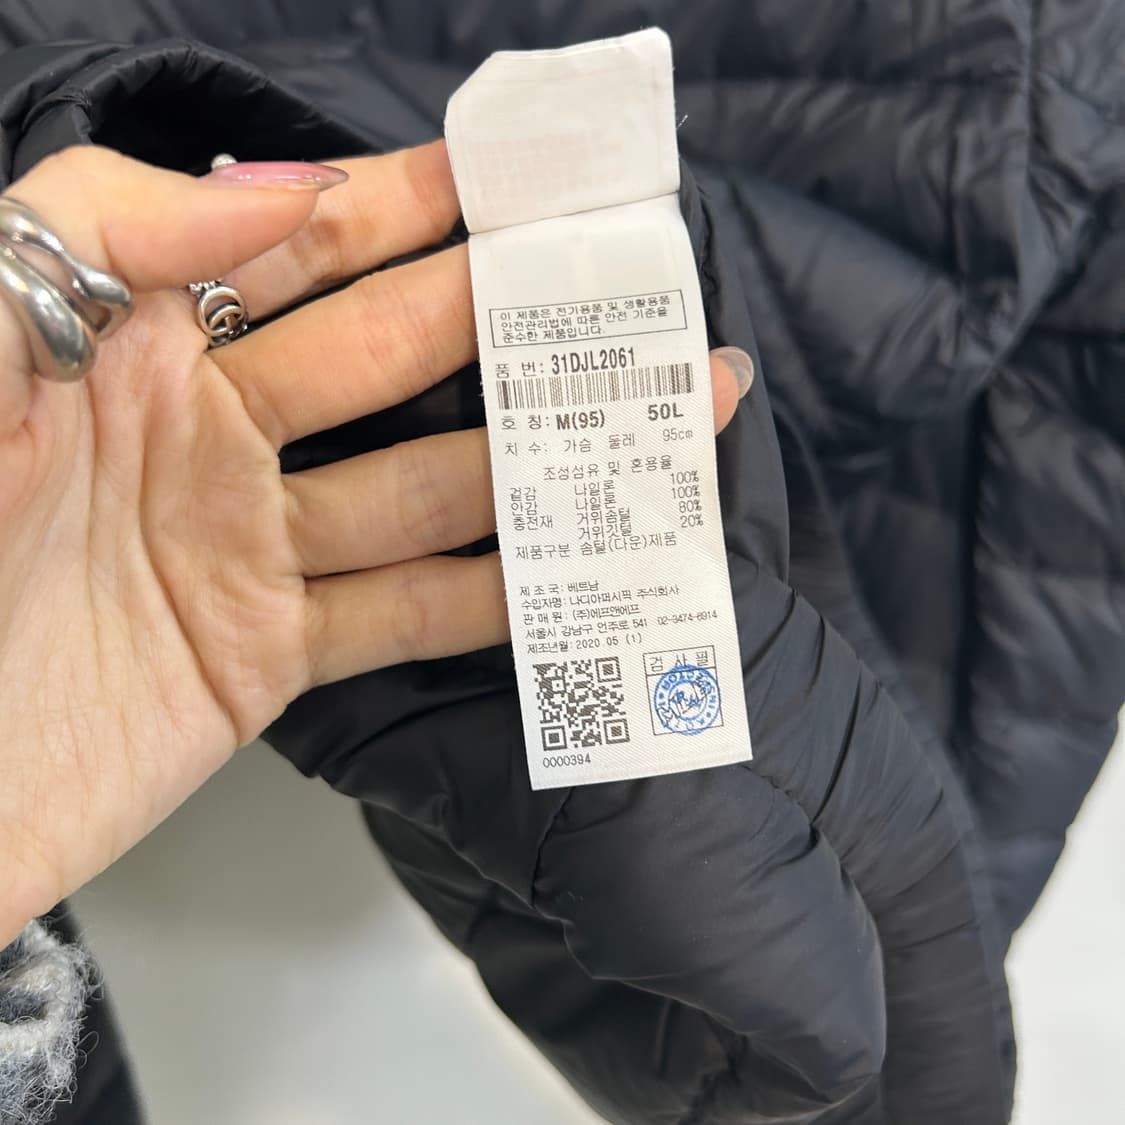 이 제품은 전기용품 및 생활용품
안전관리법에 따른 안전 기준을
준수한 제품입니다.
품 번: 31DJL2061
호 칭: M(95) 50L
치 수: 가슴 둘레 95cm
조성섬유 및 혼용율
겉감 나일론 100%
안감 나일론 100%
충전재 거위솜털 80%
거위깃털 20%
제품구분 솜털(다운)제품
제 조 국: 베트남
수입자명: 나디아퍼시픽 주식회사
판 매 원: (주)에프앤에프
서울시 강남구 언주로 541 02-3474-6914
제조년월: 2020.05 (1)
검 사 필
0000394